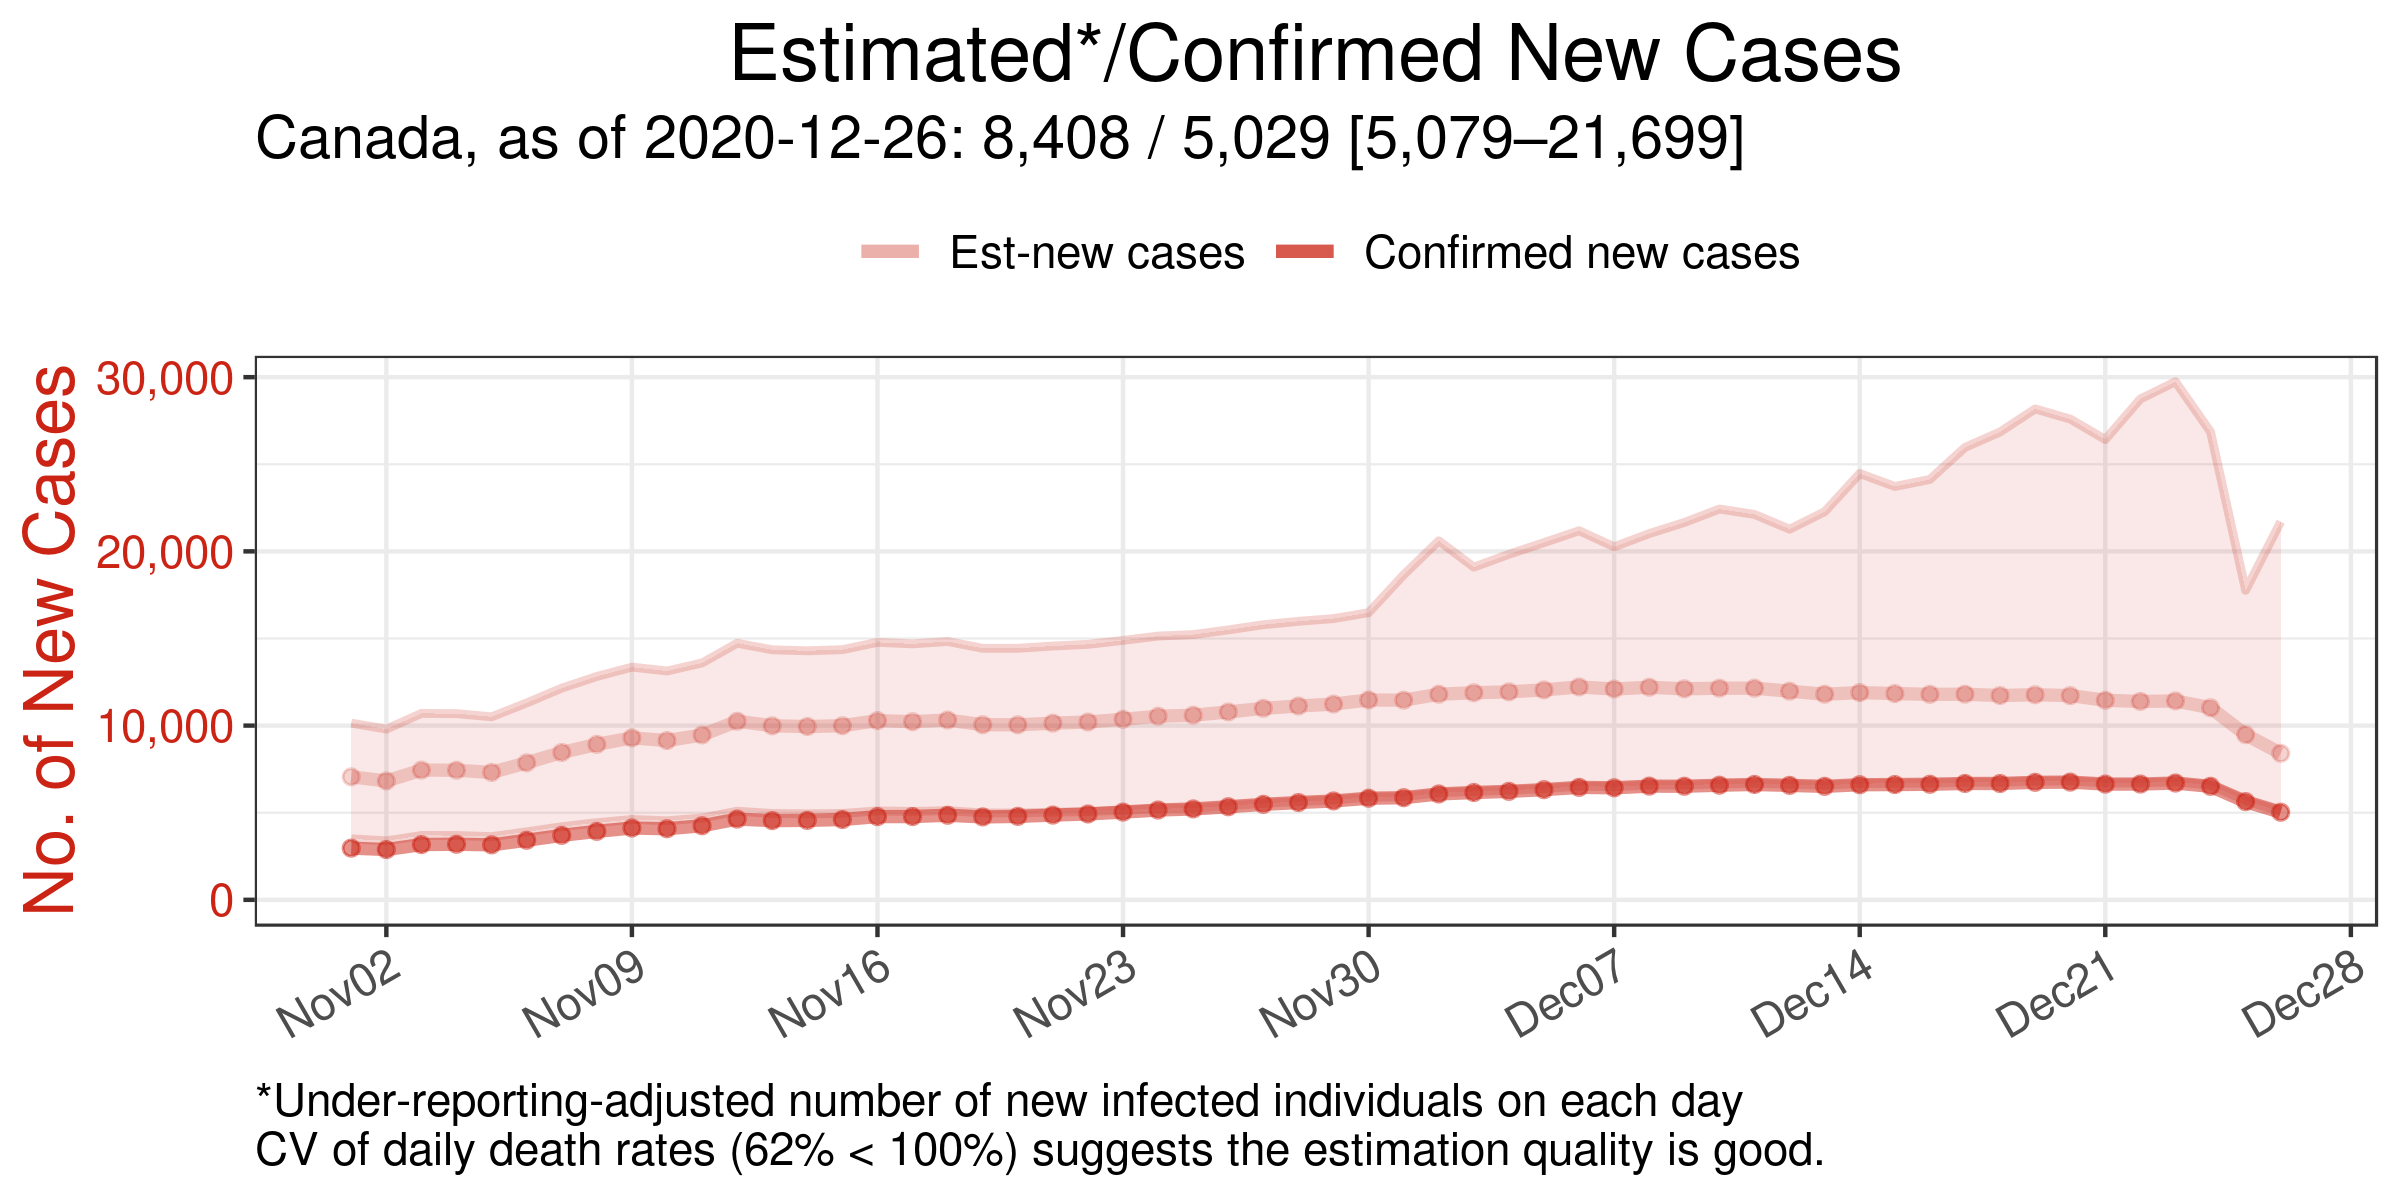 Estimated*/Confirmed New Cases
Canada, as of 2020-12-26: 8,408 / 5,029 [5,079–21,699]
Est-new cases
Confirmed new cases
No. of New Cases
30,000
20,000
10,000
0
Nov02
Nov09
Nov16
Nov23
Nov30
Dec07
Dec14
Dec21
Dec28
*Under-reporting-adjusted number of new infected individuals on each day
CV of daily death rates (62% < 100%) suggests the estimation quality is good.